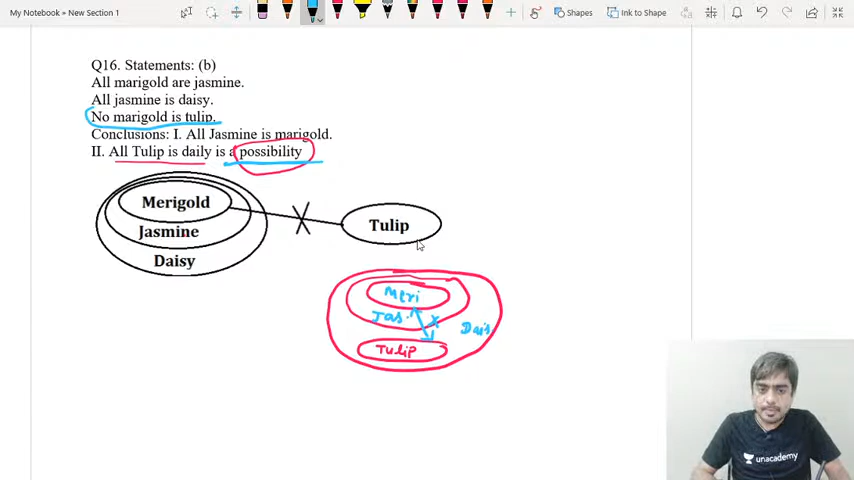 My Notebook » New Section 1
Shapes
Ink to Shape
Q16. Statements: (b)
All marigold are jasmine.
All jasmine is daisy.
No marigold is tulip.
Conclusions: I. All Jasmine is marigold.
II. All Tulip is daily is a possibility
Merigold
Jasmine
Daisy
Tulip
Meri
Jas.
Dais
Tulip
unacademy